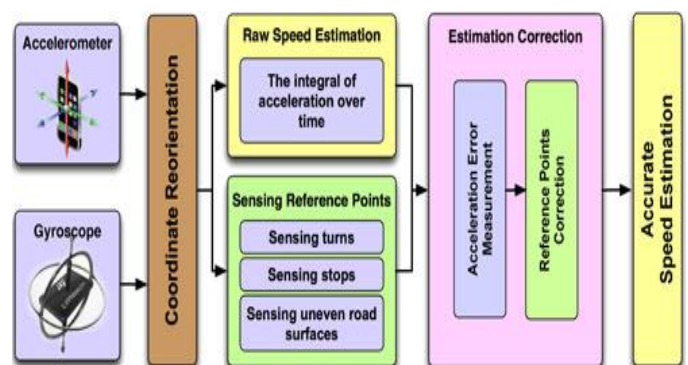 Accelerometer
Gyroscope
Coordinate Reorientation
Raw Speed Estimation
The integral of
acceleration over
time
Sensing Reference Points
Sensing turns
Sensing stops
Sensing uneven road
surfaces
Estimation Correction
Acceleration Error
Measurement
Reference Points
Correction
Accurate
Speed Estimation